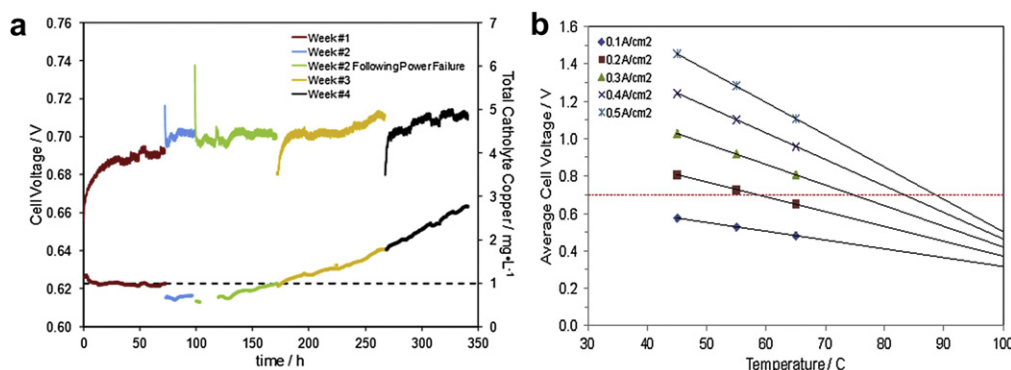 a
Cell Voltage / V
0.76
0.74
0.72
0.70
0.68
0.66
0.64
0.62
0.60
Week #1
Week #2
Week #2 Following Power Failure
Week #3
Week #4
7
6
5
4
3
2
1
0
Total Catholyte Copper / mg•L-1
0
50
100
150
200
250
300
350
time / h
b
Average Cell Voltage / V
1.6
1.4
1.2
1.0
0.8
0.6
0.4
0.2
0.0
0.1A/cm2
0.2A/cm2
0.3A/cm2
0.4A/cm2
0.5A/cm2
30
40
50
60
70
80
90
100
Temperature / C